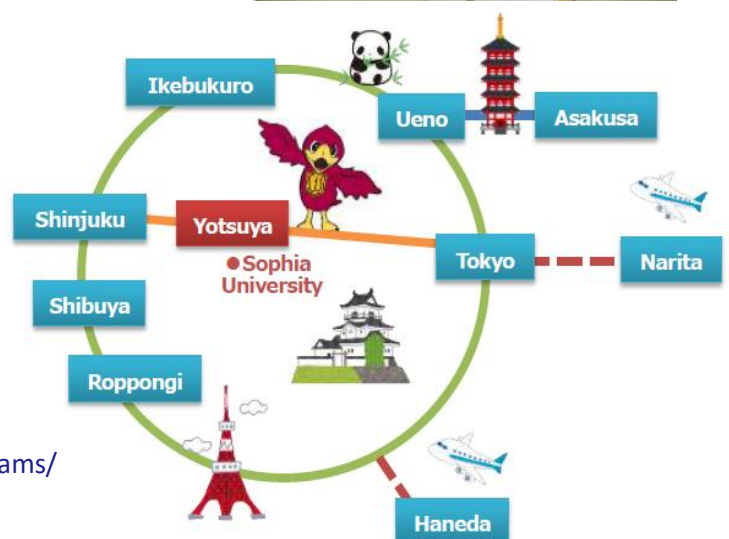 Ikebukuro
Ueno
Asakusa
Shinjuku
Yotsuya
Sophia
University
Tokyo
Narita
Shibuya
Roppongi
ams/
Haneda